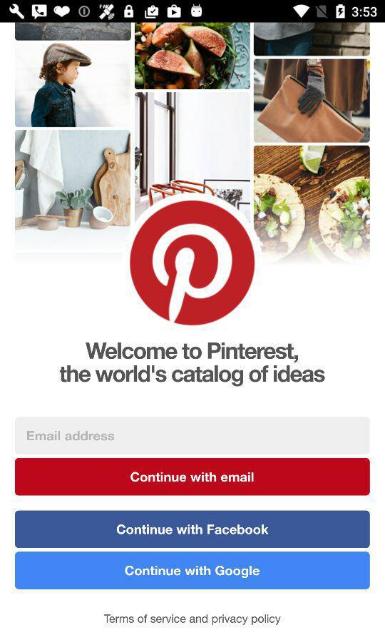 3:53
Welcome to Pinterest,
the world's catalog of ideas
Email address
Continue with email
Continue with Facebook
Continue with Google
Terms of service and privacy policy